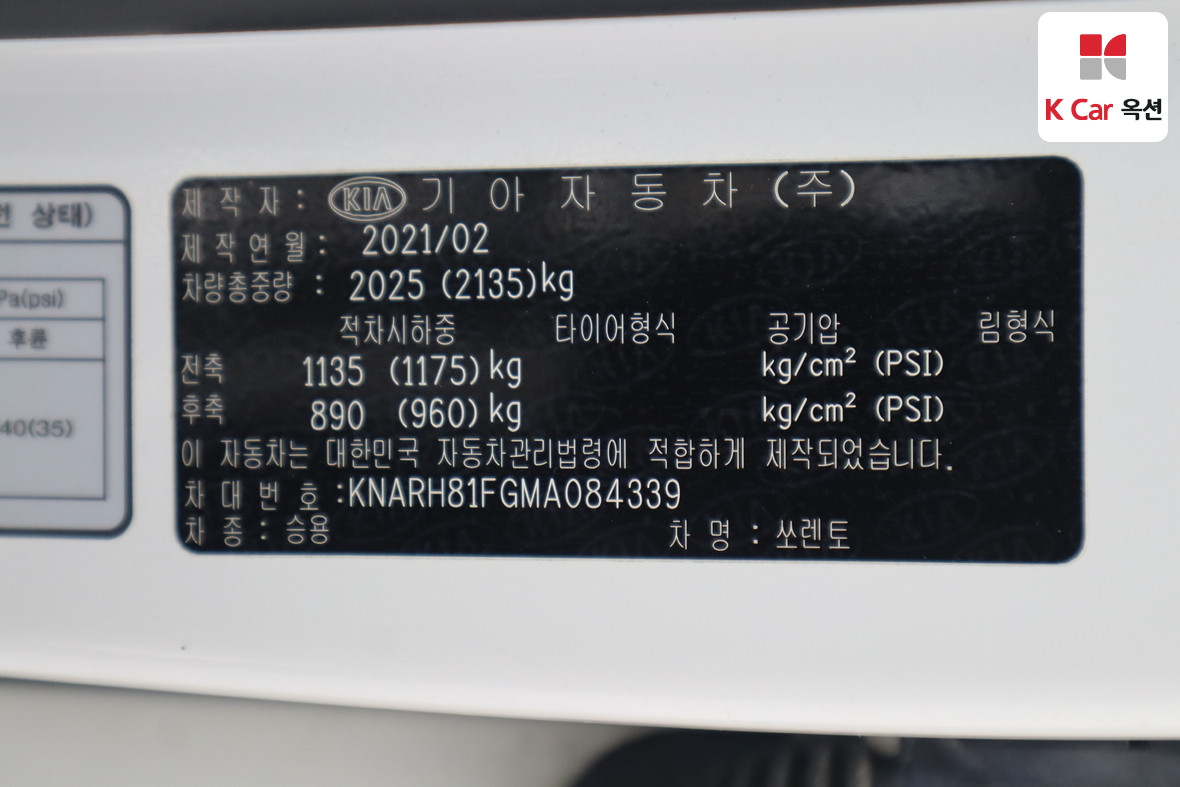 K Car 옥션
언 상태)
Pa(psi)
후륜
40(35)
제 작 자 : KIA 기 아 자 동 차 (주)
제 작 연 월 : 2021/02
차량총중량 : 2025 (2135)kg
적차시하중 타이어형식 공기압 림형식
전축 1135 (1175)kg kg/cm² (PSI)
후축 890 (960)kg kg/cm² (PSI)
이 자동차는 대한민국 자동차관리법령에 적합하게 제작되었습니다.
차 대 번 호 :KNARH81FGMA084339
차 종 : 승용 차 명 : 쏘렌토